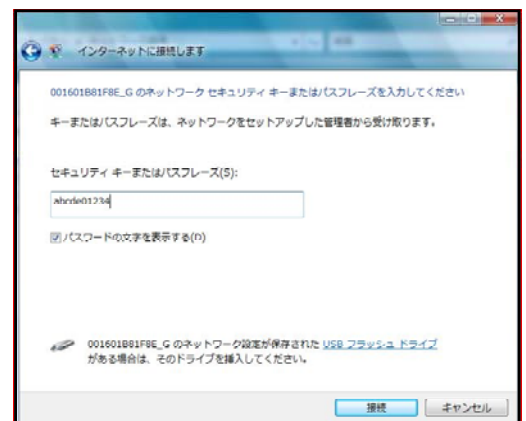 インターネットに接続します
001601B81F8E_G のネットワーク セキュリティ キーまたはパスフレーズを入力してください
キーまたはパスフレーズは、ネットワークをセットアップした管理者から受け取ります。
セキュリティ キーまたはパスフレーズ(S):
abcde01234
パスワードの文字を表示する(D)
001601B81F8E_G のネットワーク設定が保存された USB フラッシュ ドライブ
がある場合は、そのドライブを挿入してください。
接続 キャンセル